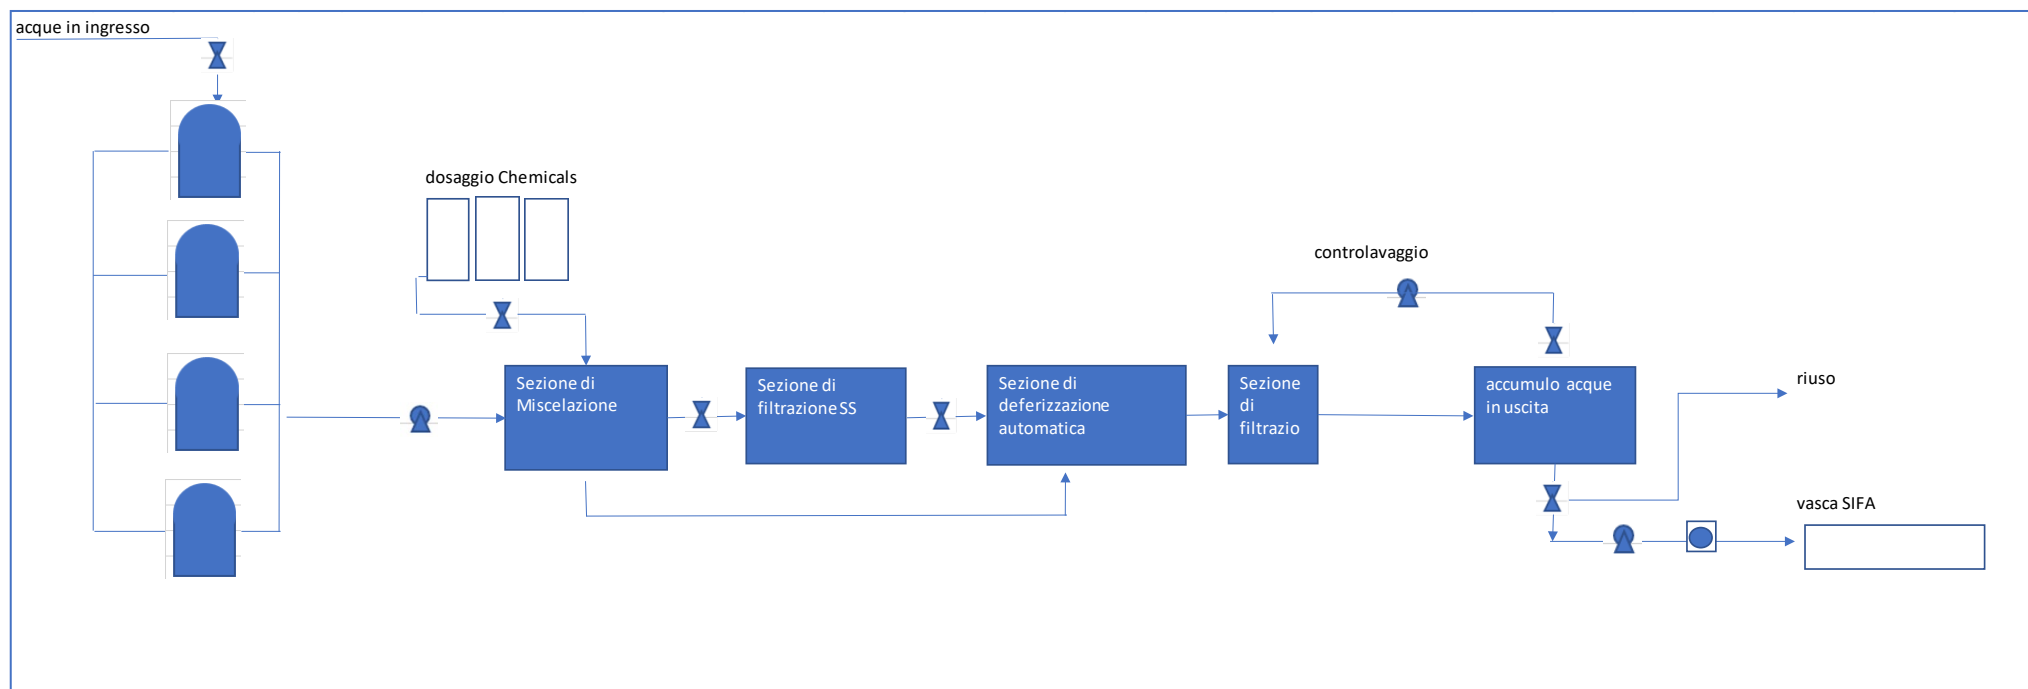 acque in ingresso
dosaggio Chemicals
controlavaggio
Sezione di
Miscelazione
Sezione di
filtrazione SS
Sezione di
deferizzazione
automatica
Sezione
di
filtrazio
accumulo acque
in uscita
riuso
vasca SIFA